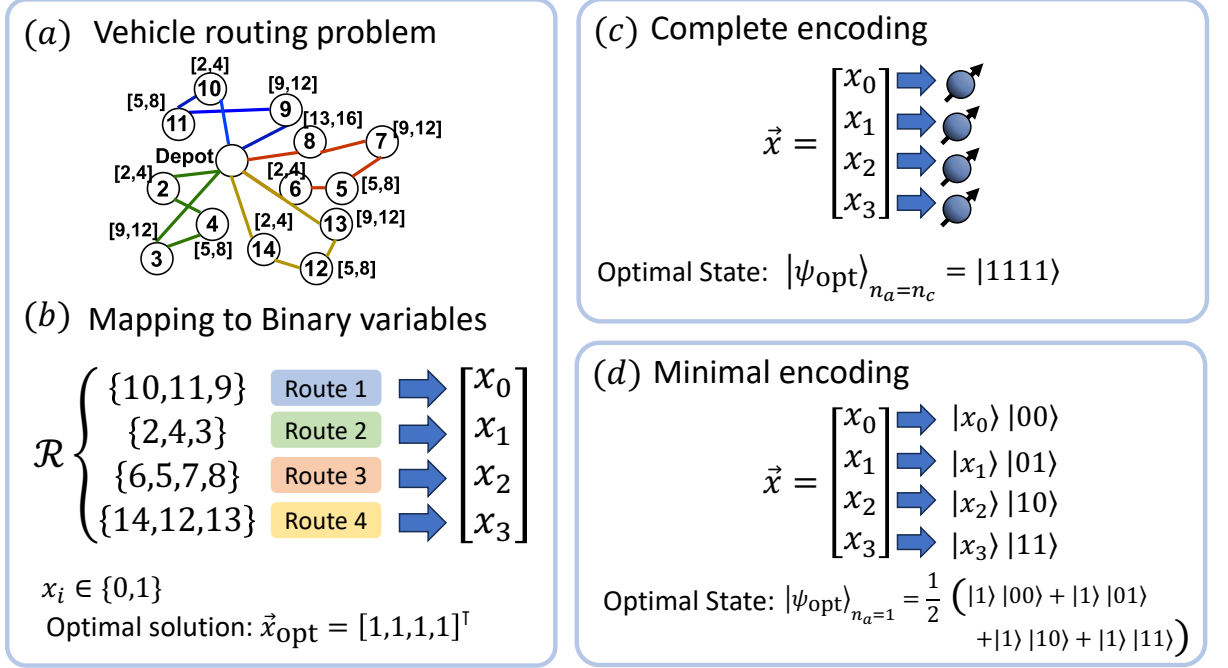 (a) Vehicle routing problem
[2,4]
10
[9,12]
[5,8]
9
11
[13,16]
8
7
[9,12]
Depot
[2,4]
2
[2,4]
6
5
[5,8]
4
13
[9,12]
[9,12]
[2,4]
3
[5,8]
14
12
[5,8]
(b) Mapping to Binary variables
ℛ
{10,11,9} Route 1 x₀
{2,4,3} Route 2 x₁
{6,5,7,8} Route 3 x₂
{14,12,13} Route 4 x₃
xᵢ ∈ {0,1}
Optimal solution: x⃗opt = [1,1,1,1]ᵀ
(c) Complete encoding
x⃗ =
x₀
x₁
x₂
x₃
Optimal State: |ψopt⟩ₙₐ₌ₙ꜀ = |1111⟩
(d) Minimal encoding
x⃗ =
x₀ |x₀⟩ |00⟩
x₁ |x₁⟩ |01⟩
x₂ |x₂⟩ |10⟩
x₃ |x₃⟩ |11⟩
Optimal State: |ψopt⟩ₙₐ₌₁ = 1/2 (|1⟩ |00⟩ + |1⟩ |01⟩
+|1⟩ |10⟩ + |1⟩ |11⟩)